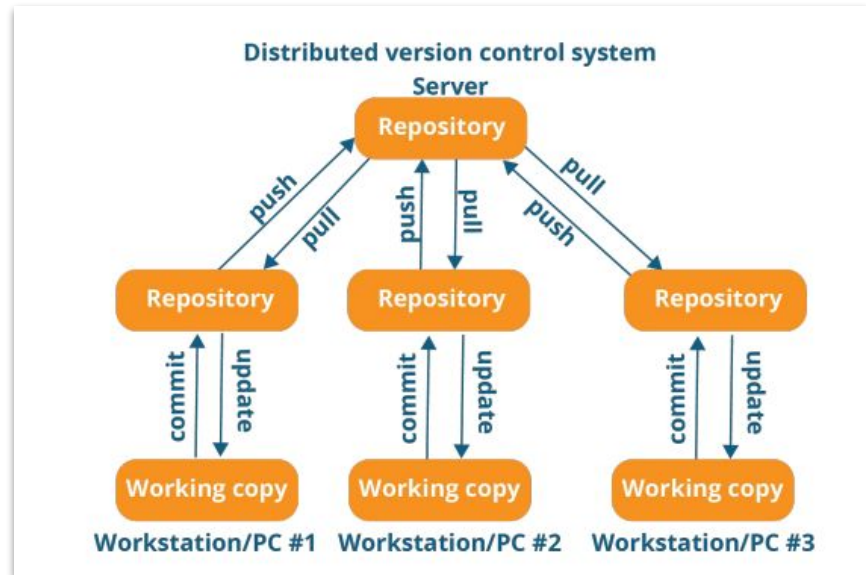 Distributed version control system
Server
Repository
push
pull
push
pull
pull
push
Repository
Repository
Repository
commit
update
commit
update
commit
update
Working copy
Working copy
Working copy
Workstation/PC #1
Workstation/PC #2
Workstation/PC #3